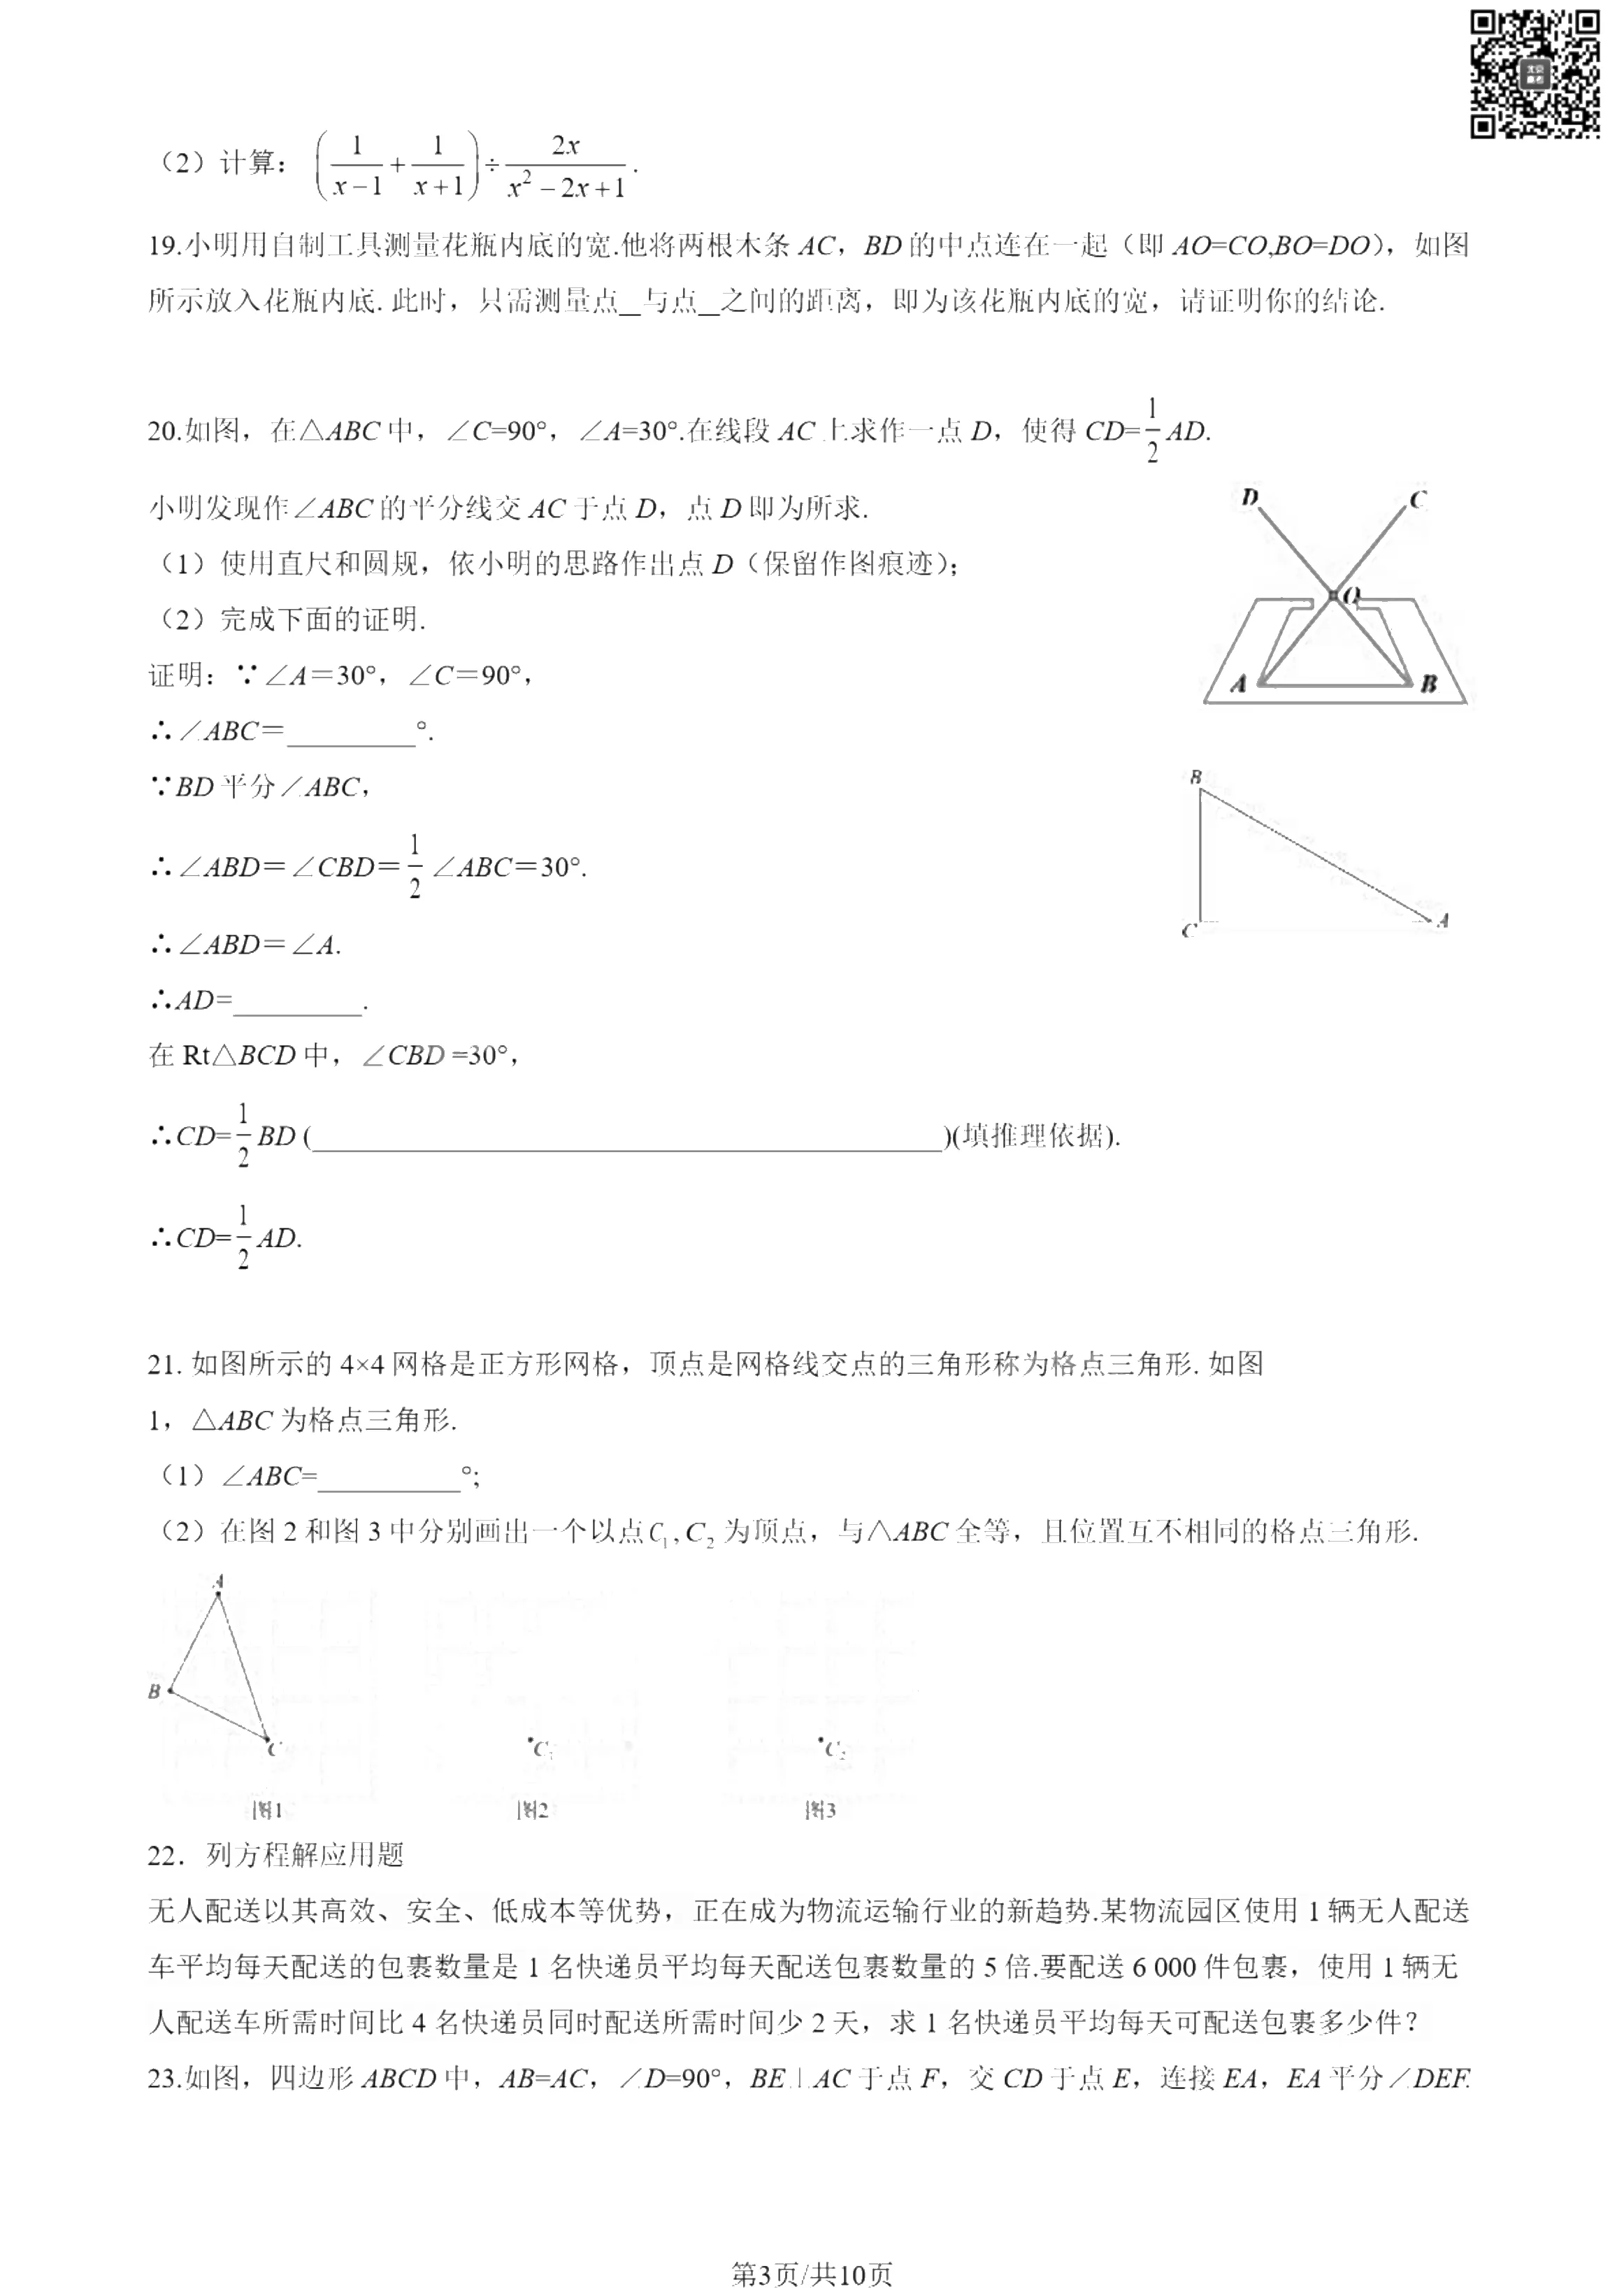 （2）计算： (1/(x−1) + 1/(x+1)) ÷ 2x/(x²−2x+1).
19.小明用自制工具测量花瓶内底的宽.他将两根木条 AC，BD 的中点连在一起（即 AO=CO,BO=DO），如图
所示放入花瓶内底. 此时，只需测量点__与点__之间的距离，即为该花瓶内底的宽，请证明你的结论.
20.如图，在△ABC 中，∠C=90°，∠A=30°.在线段 AC 上求作一点 D，使得 CD=1/2 AD.
小明发现作∠ABC 的平分线交 AC 于点 D，点 D 即为所求.
（1）使用直尺和圆规，依小明的思路作出点 D（保留作图痕迹）；
（2）完成下面的证明.
证明：∵∠A＝30°，∠C＝90°，
∴∠ABC＝_________°.
∵BD 平分∠ABC，
∴∠ABD＝∠CBD＝1/2 ∠ABC＝30°.
∴∠ABD＝∠A.
∴AD=_________.
在 Rt△BCD 中，∠CBD =30°，
∴CD=1/2 BD (____________________________________________)(填推理依据).
∴CD=1/2 AD.
D
C
O
A
B
B
C
A
21. 如图所示的 4×4 网格是正方形网格，顶点是网格线交点的三角形称为格点三角形. 如图
1，△ABC 为格点三角形.
（1）∠ABC=__________°;
（2）在图 2 和图 3 中分别画出一个以点 C₁, C₂ 为顶点，与△ABC 全等，且位置互不相同的格点三角形.
A
B
C
C₁
C₂
图1
图2
图3
22．列方程解应用题
无人配送以其高效、安全、低成本等优势，正在成为物流运输行业的新趋势.某物流园区使用 1 辆无人配送
车平均每天配送的包裹数量是 1 名快递员平均每天配送包裹数量的 5 倍.要配送 6 000 件包裹，使用 1 辆无
人配送车所需时间比 4 名快递员同时配送所需时间少 2 天，求 1 名快递员平均每天可配送包裹多少件？
23.如图，四边形 ABCD 中，AB=AC，∠D=90°，BE⊥AC 于点 F，交 CD 于点 E，连接 EA，EA 平分∠DEF.
第3页/共10页